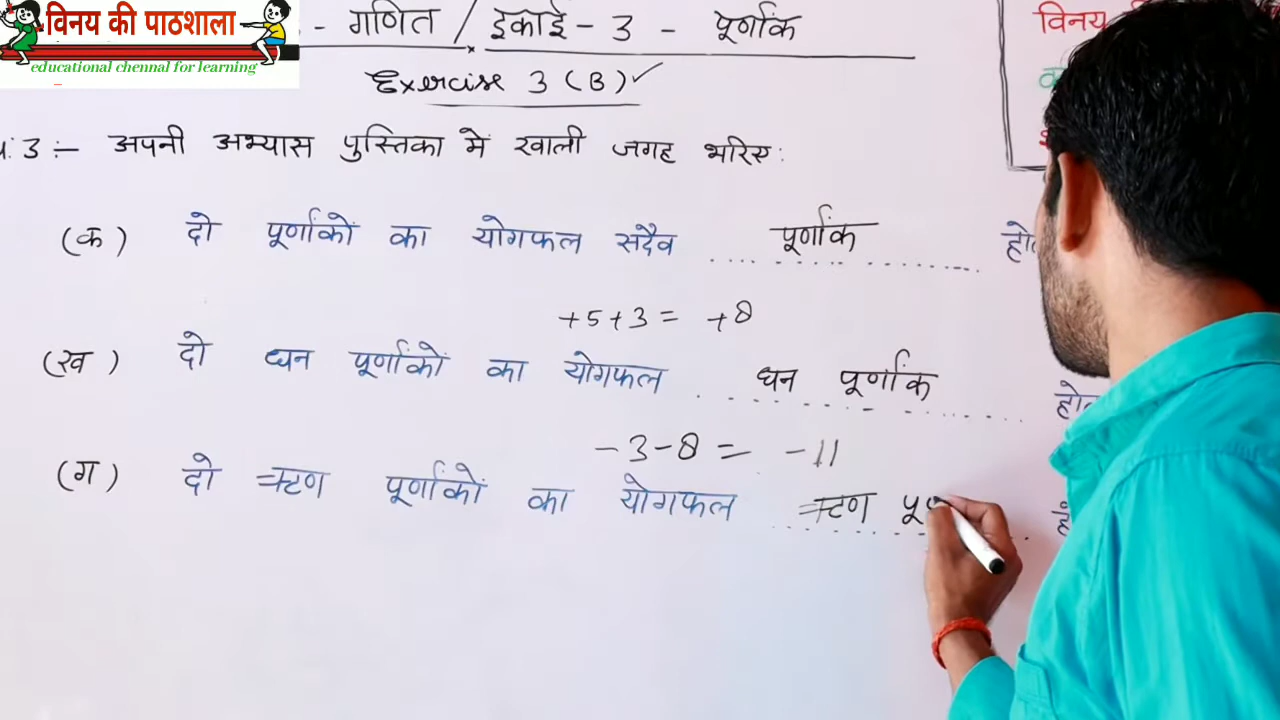 विनय की पाठशाला
educational chennal for learning
- गणित / इकाई - 3 - पूर्णांक
Exercise 3 (B) ✓
3 :- अपनी अभ्यास पुस्तिका में खाली जगह भरिए :
(क) दो पूर्णांकों का योगफल सदैव .... पूर्णांक ....
+5+3 = +8
(ख) दो धन पूर्णांकों का योगफल .... धन पूर्णांक ....
-3-8 = -11
(ग) दो ऋण पूर्णांकों का योगफल .... ऋण
विनय